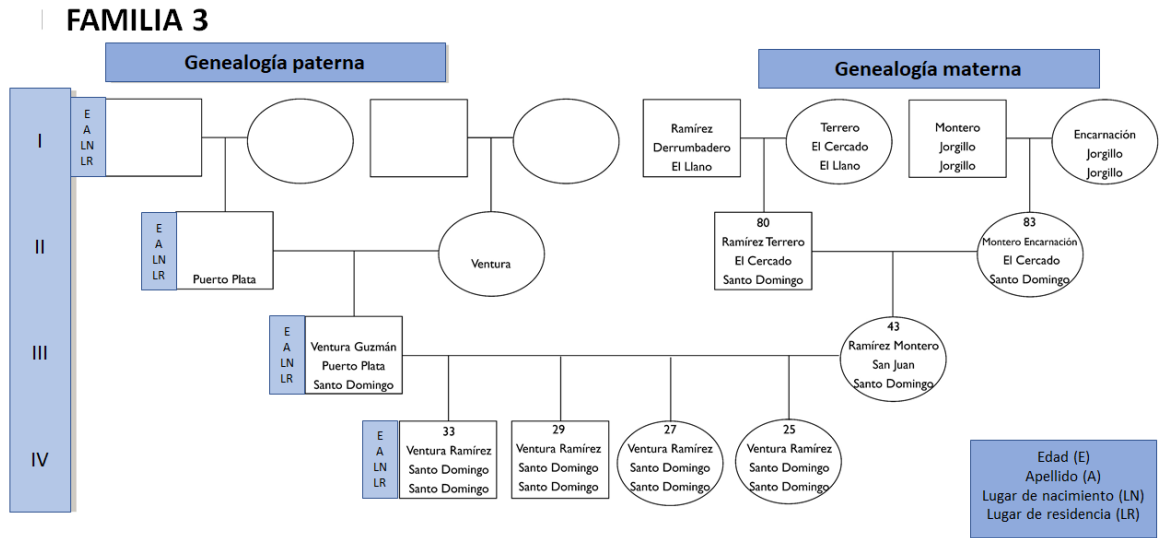 FAMILIA 3
Genealogía paterna
Genealogía materna
I
E
A
LN
LR
Ramírez
Derrumbadero
El Llano
Terrero
El Cercado
El Llano
Montero
Jorgillo
Jorgillo
Encarnación
Jorgillo
Jorgillo
II
E
A
LN
LR
Puerto Plata
Ventura
80
Ramírez Terrero
El Cercado
Santo Domingo
83
Montero Encarnación
El Cercado
Santo Domingo
III
E
A
LN
LR
Ventura Guzmán
Puerto Plata
Santo Domingo
43
Ramírez Montero
San Juan
Santo Domingo
IV
E
A
LN
LR
33
Ventura Ramírez
Santo Domingo
Santo Domingo
29
Ventura Ramírez
Santo Domingo
Santo Domingo
27
Ventura Ramírez
Santo Domingo
Santo Domingo
25
Ventura Ramírez
Santo Domingo
Santo Domingo
Edad (E)
Apellido (A)
Lugar de nacimiento (LN)
Lugar de residencia (LR)